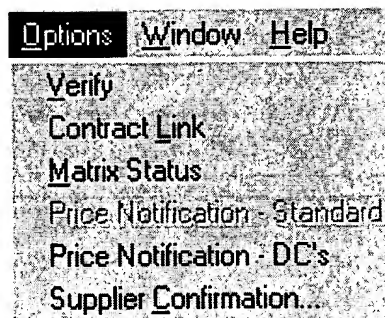 Options Window Help
Verify
Contract Link
Matrix Status
Price Notification - Standard
Price Notification - DC's
Supplier Confirmation...